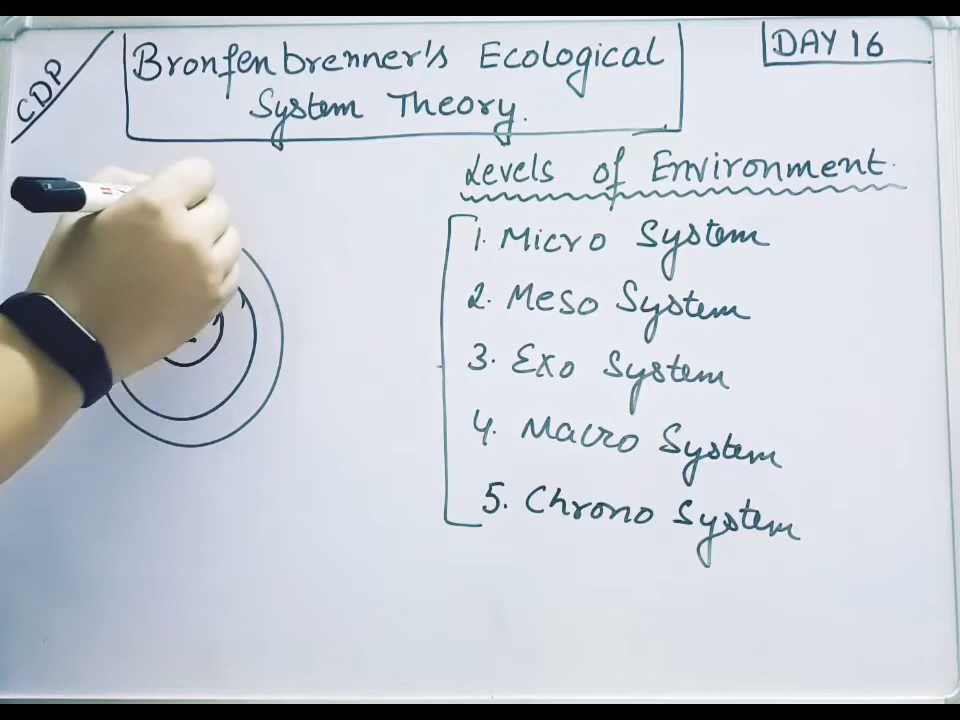 CDP
Bronfenbrenner's Ecological
System Theory.
DAY 16
Levels of Environment.
1. Micro System
2. Meso System
3. Exo System
4. Macro System
5. Chrono System